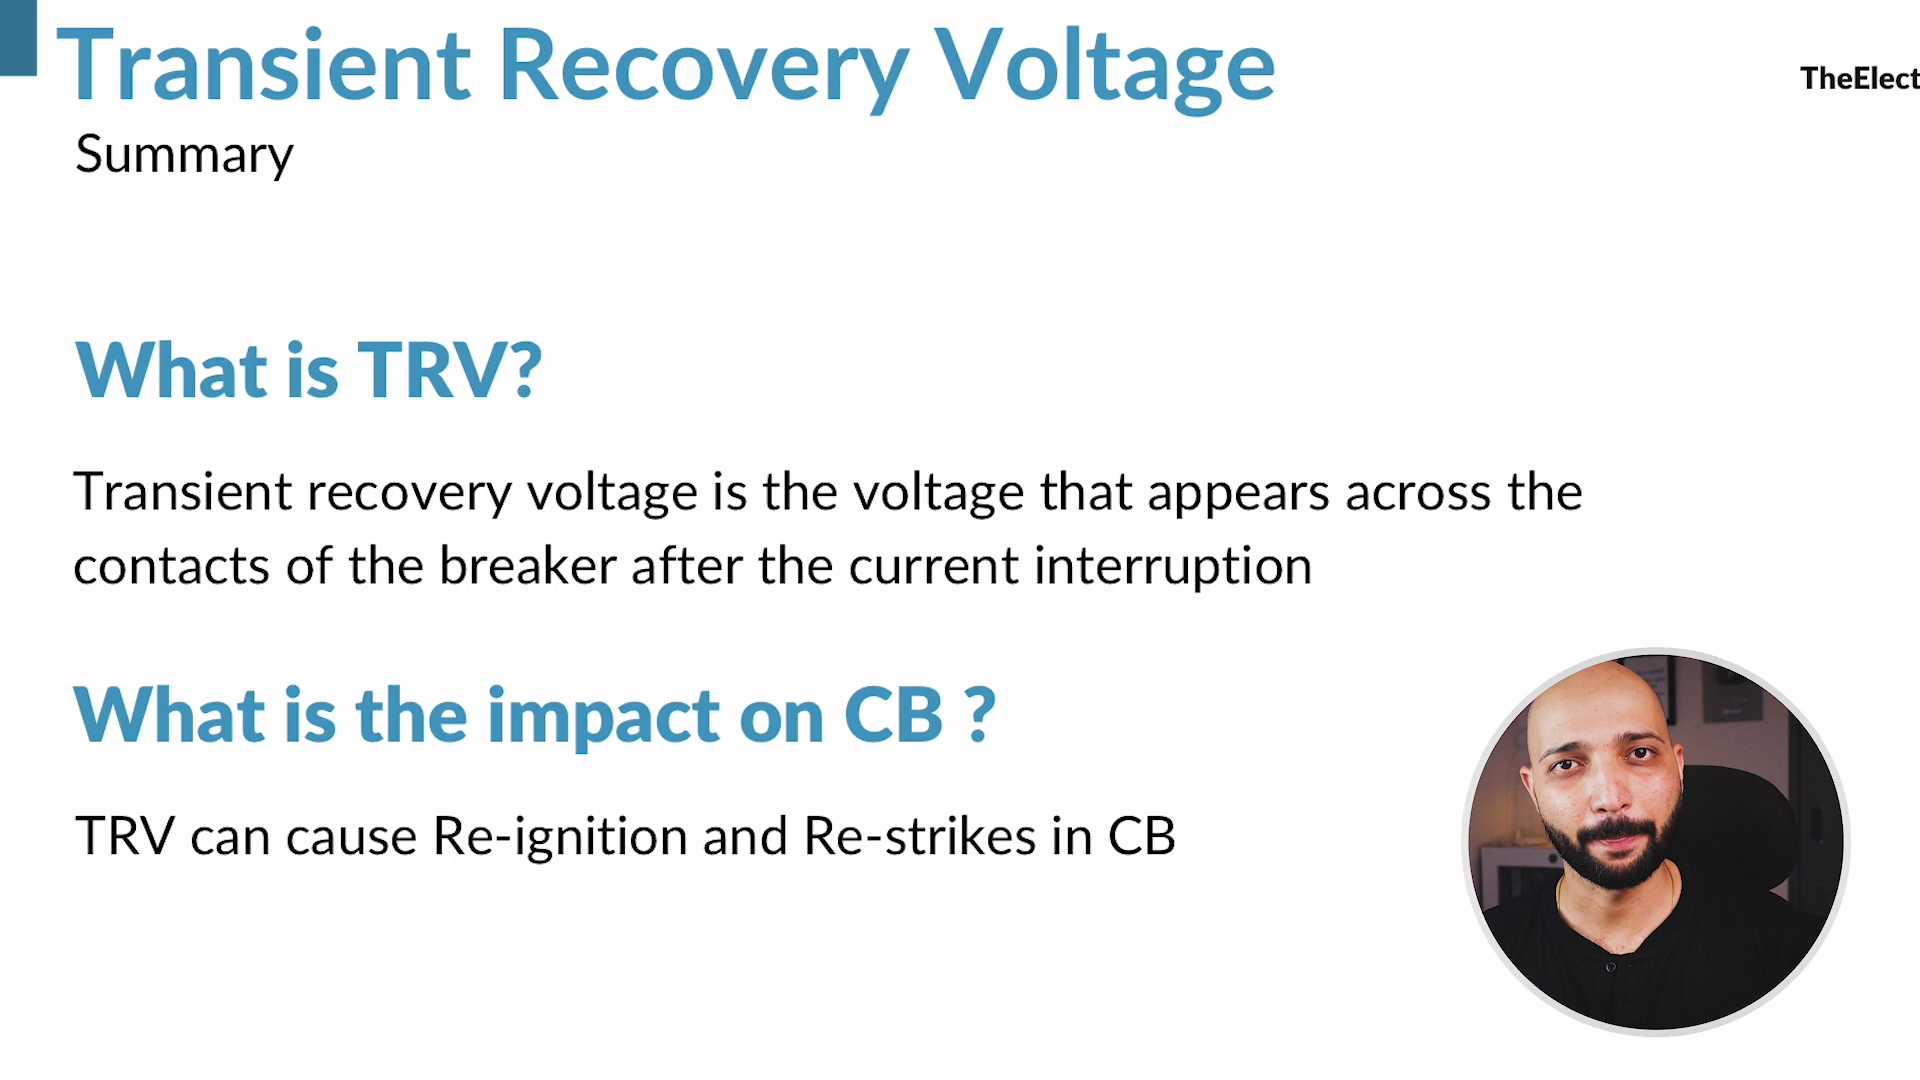 Transient Recovery Voltage
TheElect
Summary
What is TRV?
Transient recovery voltage is the voltage that appears across the
contacts of the breaker after the current interruption
What is the impact on CB ?
TRV can cause Re-ignition and Re-strikes in CB